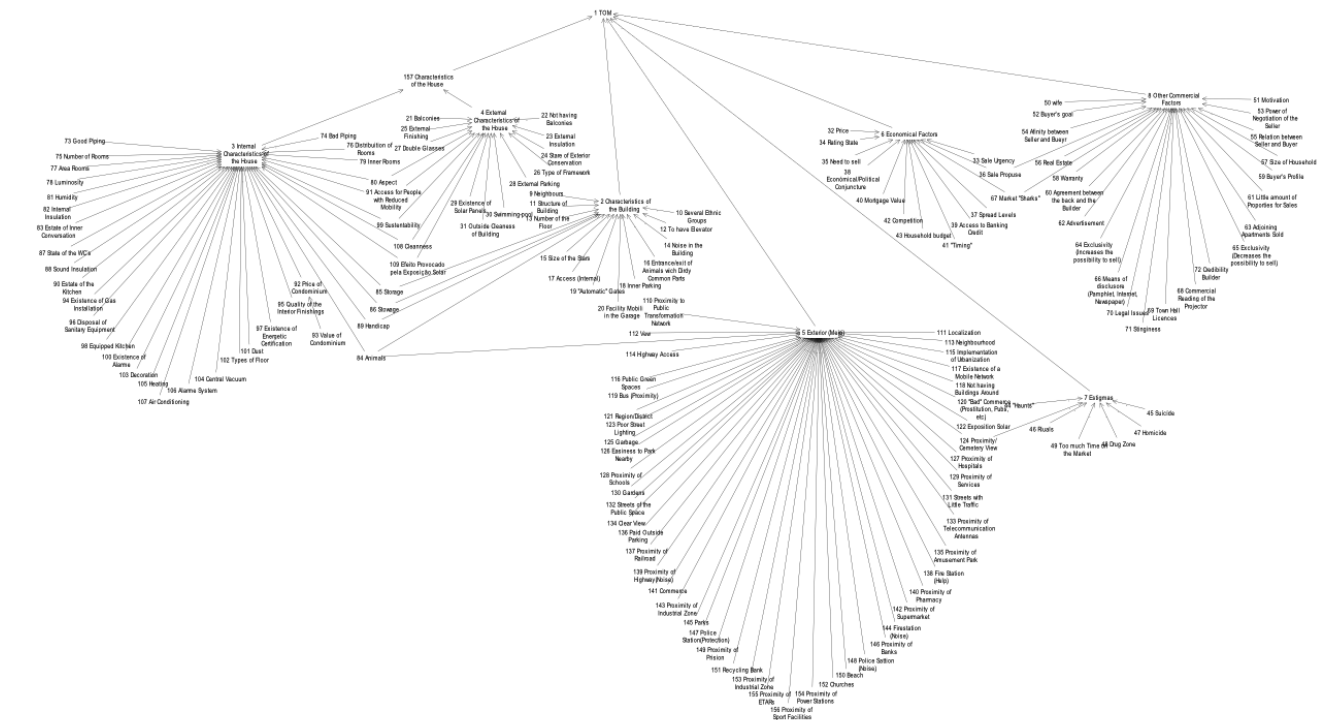 1 TOM
157 Characteristics
of the House
4 External
Characteristics of
the House
21 Balconies
25 External
Finishing
27 Double Glasses
22 Not having
Balconies
23 External
Insulation
24 Stare of Exterior
Conservation
26 Type of Framework
28 External Parking
29 Existence of
Solar Panels
30 Swimming-pool
31 Outside Cleaness
of Building
80 Aspect
91 Access for People
with Reduced
Mobility
99 Sustentability
108 Cleanness
109 Efeito Provocado
pela Exposição Solar
3 Internal
Characteristics of
the House
73 Good Piping
75 Number of Rooms
77 Area Rooms
78 Luminosity
81 Humidity
82 Internal
Insulation
83 Estate of Inner
Conversation
87 State of the WC's
88 Sound Insulation
90 Estate of the
Kitchen
94 Existence of Gas
Installation
96 Disposal of
Sanitary Equipment
98 Equipped Kitchen
100 Existence of
Alarms
103 Decoration
105 Heating
107 Air Conditioning
106 Alarms System
104 Central Vacuum
102 Types of Floor
101 Dust
97 Existence of
Energetic
Certification
95 Quality of the
Interior Finishings
92 Price of
Condominium
93 Value of
Condominium
74 Bad Piping
76 Distribution of
Rooms
79 Inner Rooms
85 Storage
86 Stowage
89 Handicap
84 Animals
2 Characteristics of
the Building
9 Neighbours
11 Structure of
Building
13 Number of the
Floor
15 Size of the Stairs
17 Access (Internal)
19 "Automatic" Gates
20 Facility Mobili
in the Garage
18 Inner Parking
16 Entrance/exit of
Animals wich Dirty
Common Parts
14 Noise in the
Building
12 To have Elevator
10 Several Ethnic
Groups
6 Economical Factors
32 Price
34 Rating State
35 Need to sell
38
Económical/Political
Conjuncture
40 Mortgage Value
42 Competition
43 Household budget
41 "Timing"
39 Access to Banking
Credit
37 Spread Levels
36 Sale Propuse
33 Sale Urgency
8 Other Commercial
Factors
50 wife
52 Buyer's goal
54 Afinity between
Seller and Buyer
56 Real Estate
58 Warranty
60 Agreement between
the back and the
Builder
67 Market "Sharks"
62 Advertisement
64 Exclusivity
(Increases the
possibility to sell)
66 Means of
disclosure
(Pamphlet, Internet,
Newspaper)
70 Legal Issues
71 Stinginess
69 Town Hall
Licences
68 Commercial
Reading of the
Projector
72 Credibility
Builder
65 Exclusivity
(Decreases the
possibility to sell)
63 Adjoining
Apartments Sold
61 Little amount of
Proprties for Sales
59 Buyer's Profile
57 Size of Household
55 Relation between
Seller and Buyer
53 Power of
Negotiation of the
Seller
51 Motivation
5 Exterior
110 Proximity to
Public
Transformation
Network
112 View
114 Highway Access
116 Public Green
Spaces
119 Bus (Proximity)
121 Region/District
123 Poor Street
Lighting
125 Garbage
126 Easiness to Park
Nearby
128 Proximity of
Schools
130 Gardens
132 Streets of the
Public Space
134 Clear View
136 Paid Outside
Parking
137 Proximity of
Railroad
139 Proximity of
Highway(Noise)
141 Commerce
143 Proximity of
Industrial Zone
145 Parks
147 Police
Station(Protection)
149 Proximity of
Prision
151 Recycling Bank
153 Proximity of
Industrial Zone
155 Proximity of
ETARs
156 Proximity of
Sport Facilities
154 Proximity of
Power Stations
152 Churches
150 Beach
148 Police Sattion
(Noise)
146 Proximity of
Banks
144 Firestation
(Noise)
142 Proximity of
Supermarket
140 Proximity of
Pharmacy
138 Fire Station
(Help)
135 Proximity of
Amusement Park
133 Proximity of
Telecommunication
Antennas
131 Streets with
Little Traffic
129 Proximity of
Services
127 Proximity of
Hospitals
124 Proximity/
Cemetery View
122 Exposition Solar
120 "Bad" Commerce
(Prostitution, Pubs,
etc)
118 Not having
Buildings Around
117 Existence of a
Mobile Network
115 Implementation
of Urbanization
113 Neighbourhood
111 Localization
7 Estigmas
"Haunts"
46 Rituals
49 Too much Time on
the Market
48 Drug Zone
47 Homicide
45 Suicide